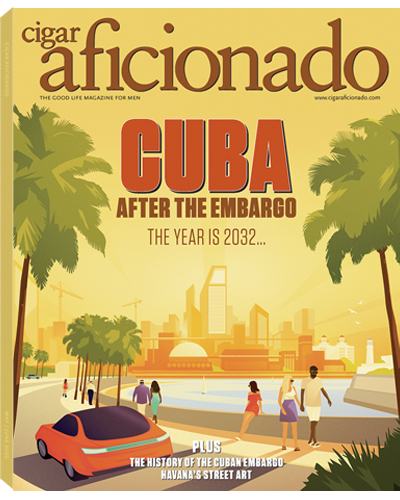 cigar
aficionado
THE GOOD LIFE MAGAZINE FOR MEN
www.cigaraficionado.com
CUBA
AFTER THE EMBARGO
THE YEAR IS 2032...
PLUS
THE HISTORY OF THE CUBAN EMBARGO
HAVANA'S STREET ART